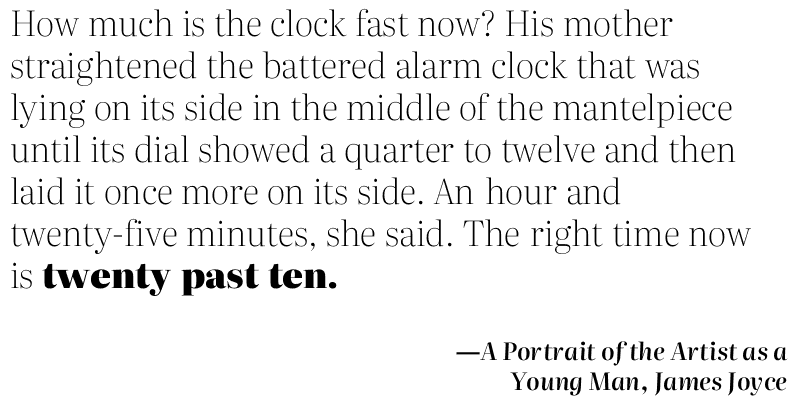 How much is the clock fast now? His mother
straightened the battered alarm clock that was
lying on its side in the middle of the mantelpiece
until its dial showed a quarter to twelve and then
laid it once more on its side. An hour and
twenty-five minutes, she said. The right time now
is twenty past ten.
—A Portrait of the Artist as a
Young Man, James Joyce